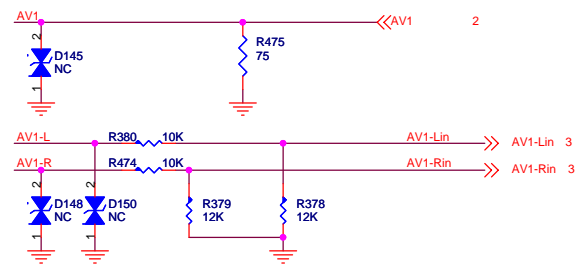 AV1 AV1 2
2 D145 NC 1
R475 75
AV1-L R380 10K AV1-Lin AV1-Lin 3
AV1-R R474 10K AV1-Rin AV1-Rin 3
2 D148 NC 1
2 D150 NC 1
R379 12K
R378 12K